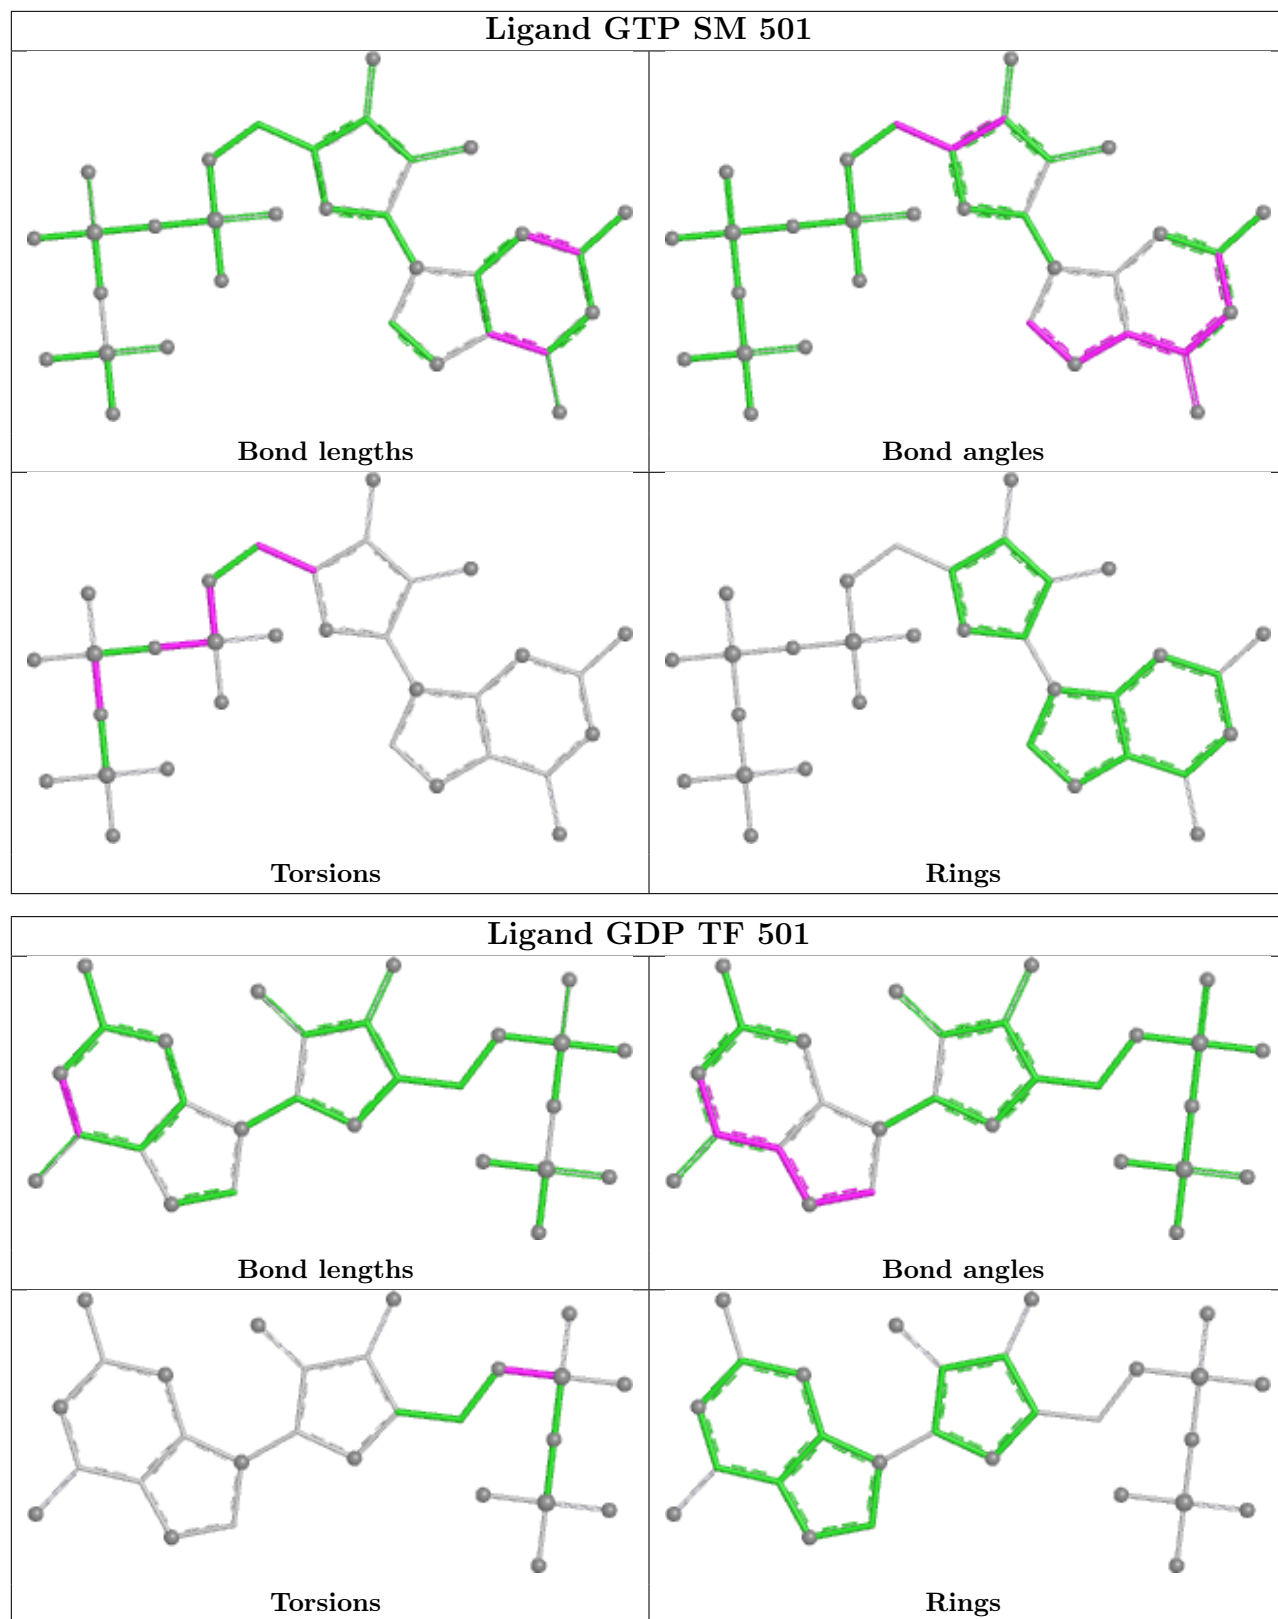 Ligand GTP SM 501
Bond lengths
Bond angles
Torsions
Rings
Ligand GDP TF 501
Bond lengths
Bond angles
Torsions
Rings